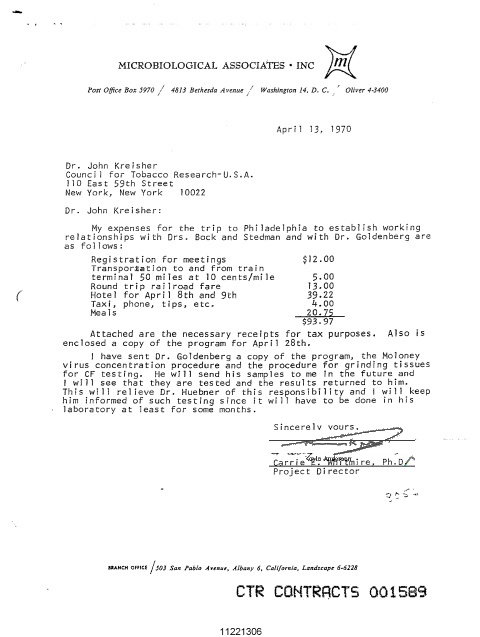 MICROBIOLOGICAL ASSOCIATES • INC
m
Post Office Box 5970 / 4813 Bethesda Avenue / Washington 14, D. C. / Oliver 4-3400
April 13, 1970
Dr. John Kreisher
Council for Tobacco Research-U.S.A.
110 East 59th Street
New York, New York 10022
Dr. John Kreisher:
My expenses for the trip to Philadelphia to establish working
relationships with Drs. Bock and Stedman and with Dr. Goldenberg are
as follows:
Registration for meetings $12.00
Transportation to and from train
terminal 50 miles at 10 cents/mile 5.00
Round trip railroad fare 13.00
Hotel for April 8th and 9th 39.22
Taxi, phone, tips, etc. 4.00
Meals 20.75
$93.97
Attached are the necessary receipts for tax purposes. Also is
enclosed a copy of the program for April 28th.
I have sent Dr. Goldenberg a copy of the program, the Moloney
virus concentration procedure and the procedure for grinding tissues
for CF testing. He will send his samples to me in the future and
I will see that they are tested and the results returned to him.
This will relieve Dr. Huebner of this responsibility and I will keep
him informed of such testing since it will have to be done in his
laboratory at least for some months.
Sincerely yours,
Carrie E. Whitmire, Ph.D.
Project Director
BRANCH OFFICE / 303 San Pablo Avenue, Albany 6, California, Landscape 6-6228
CTR CONTRACTS 001589
11221306